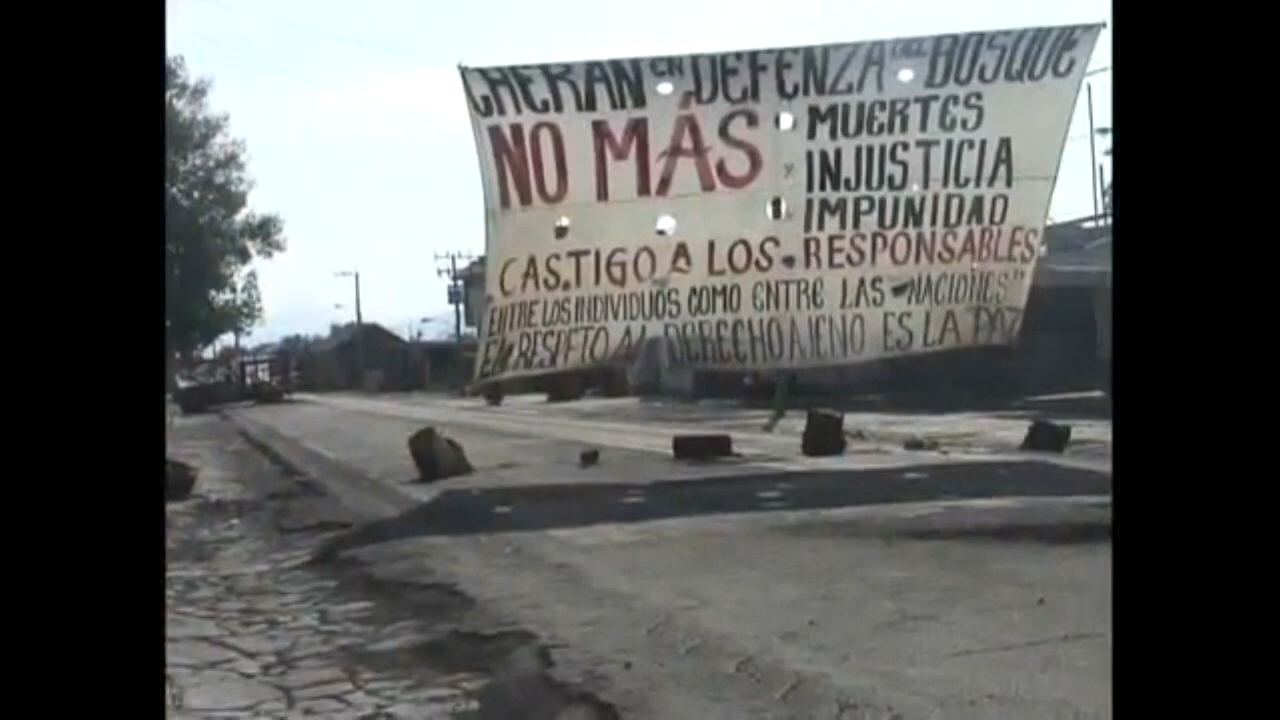 CHERAN EN DEFENZA DEL BOSQUE
NO MÁS MUERTES
INJUSTICIA
IMPUNIDAD
CASTIGO A LOS RESPONSABLES
"ENTRE LOS INDIVIDUOS COMO ENTRE LAS NACIONES"
EL RESPETO AL DERECHO AJENO ES LA PAZ